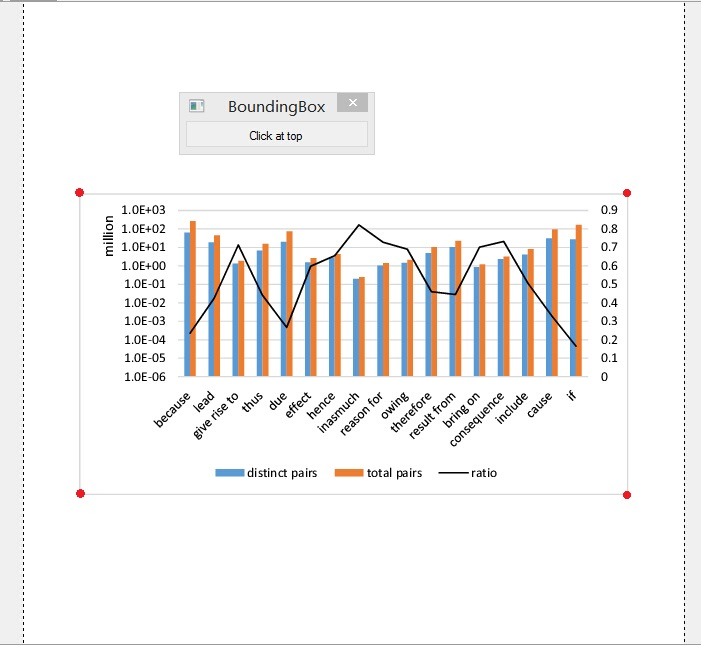 BoundingBox
Click at top
million
1.0E+03
1.0E+02
1.0E+01
1.0E+00
1.0E-01
1.0E-02
1.0E-03
1.0E-04
1.0E-05
1.0E-06
0.9
0.8
0.7
0.6
0.5
0.4
0.3
0.2
0.1
0
because
lead
give rise to
thus
due
effect
hence
inasmuch
reason for
owing
therefore
result from
bring on
consequence
include
cause
if
distinct pairs
total pairs
ratio